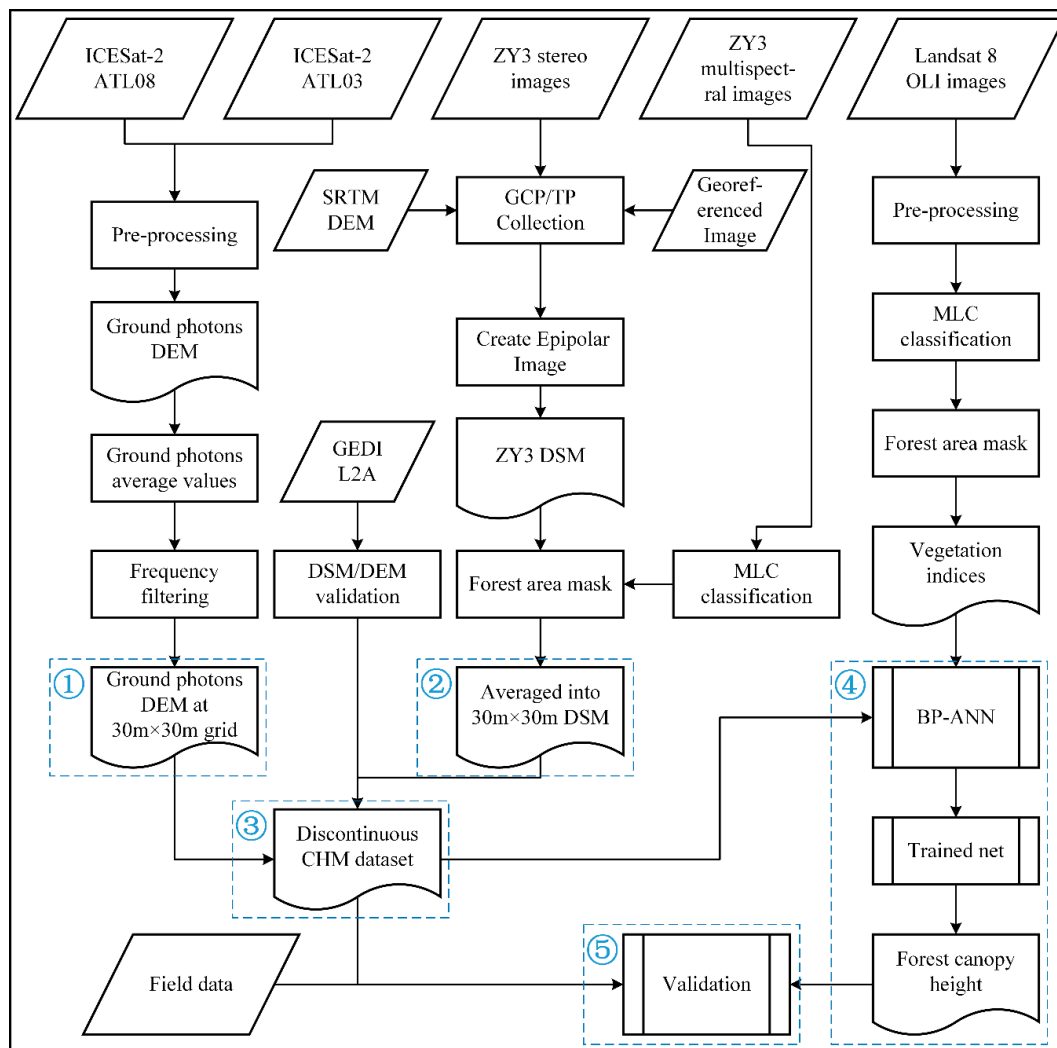 ICESat-2
ATL08
ICESat-2
ATL03
ZY3 stereo
images
ZY3
multispect-
ral images
Landsat 8
OLI images
SRTM
DEM
GCP/TP
Collection
Georef-
erenced
Image
Pre-processing
Pre-processing
Ground photons
DEM
Create Epipolar
Image
MLC
classification
Ground photons
average values
GEDI
L2A
ZY3 DSM
Forest area mask
Frequency
filtering
DSM/DEM
validation
Forest area mask
MLC
classification
Vegetation
indices
①
Ground photons
DEM at
30m×30m grid
②
Averaged into
30m×30m DSM
④
BP-ANN
③
Discontinuous
CHM dataset
Trained net
Field data
⑤
Validation
Forest canopy
height